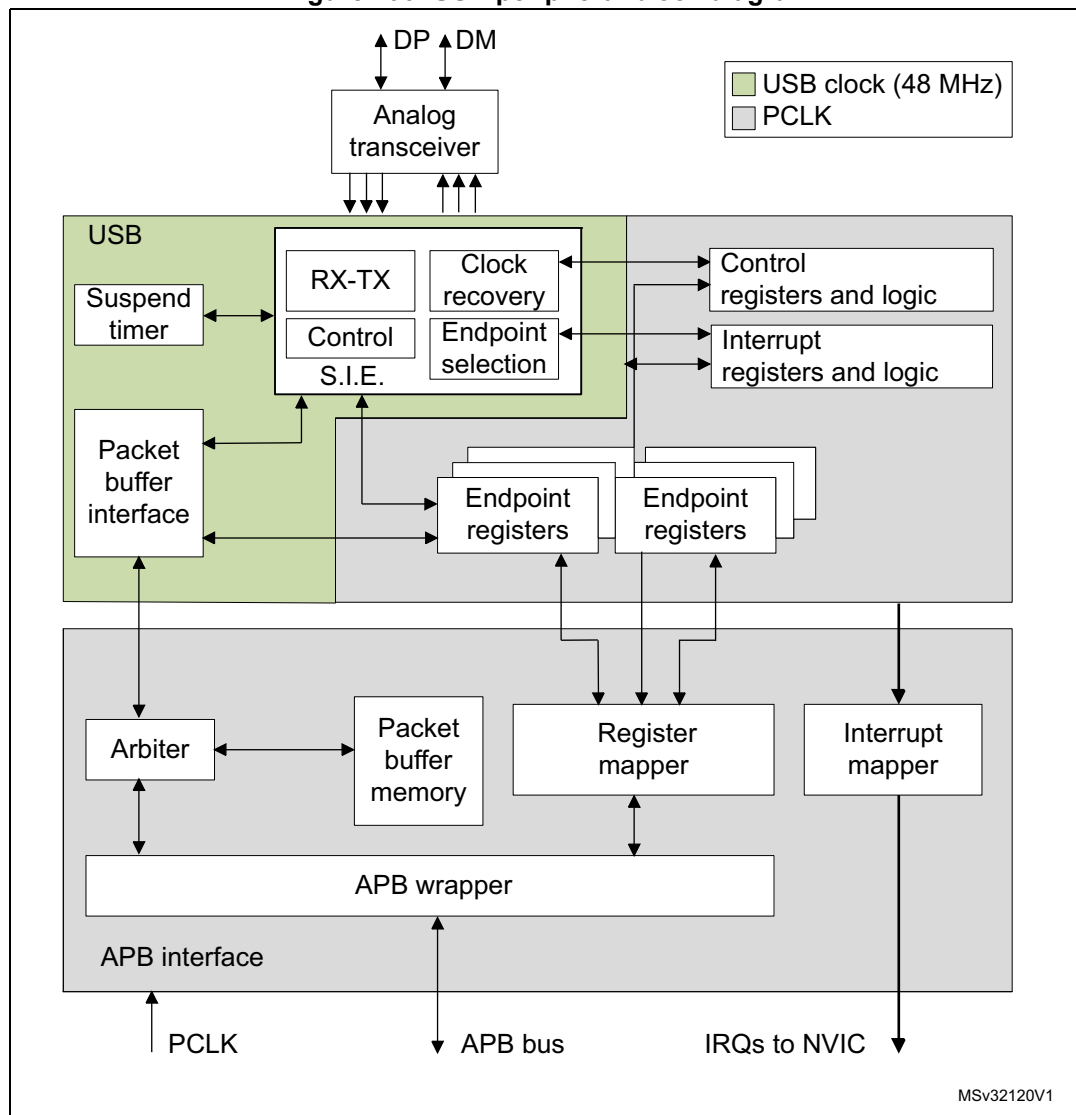 DP
DM
USB clock (48 MHz)
PCLK
Analog
transceiver
USB
RX-TX
Clock
recovery
Control
registers and logic
Suspend
timer
Control
Endpoint
selection
Interrupt
registers and logic
S.I.E.
Packet
buffer
interface
Endpoint
registers
Endpoint
registers
Arbiter
Packet
buffer
memory
Register
mapper
Interrupt
mapper
APB wrapper
APB interface
PCLK
APB bus
IRQs to NVIC
MSv32120V1